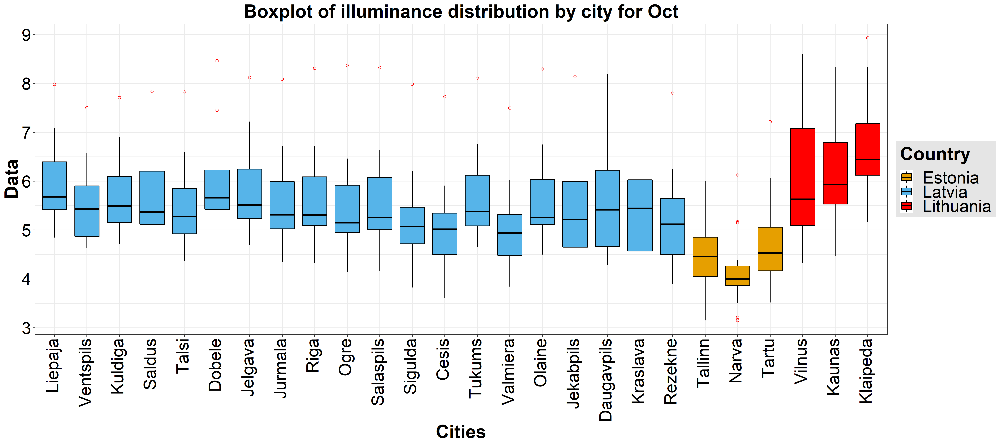 Boxplot of illuminance distribution by city for Oct
Data
9
8
7
6
5
4
3
Liepaja
Ventspils
Kuldiga
Saldus
Talsi
Dobele
Jelgava
Jurmala
Riga
Ogre
Salaspils
Sigulda
Cesis
Tukums
Valmiera
Olaine
Jekabpils
Daugavpils
Kraslava
Rezekne
Tallinn
Narva
Tartu
Vilnus
Kaunas
Klaipeda
Cities
Country
Estonia
Latvia
Lithuania